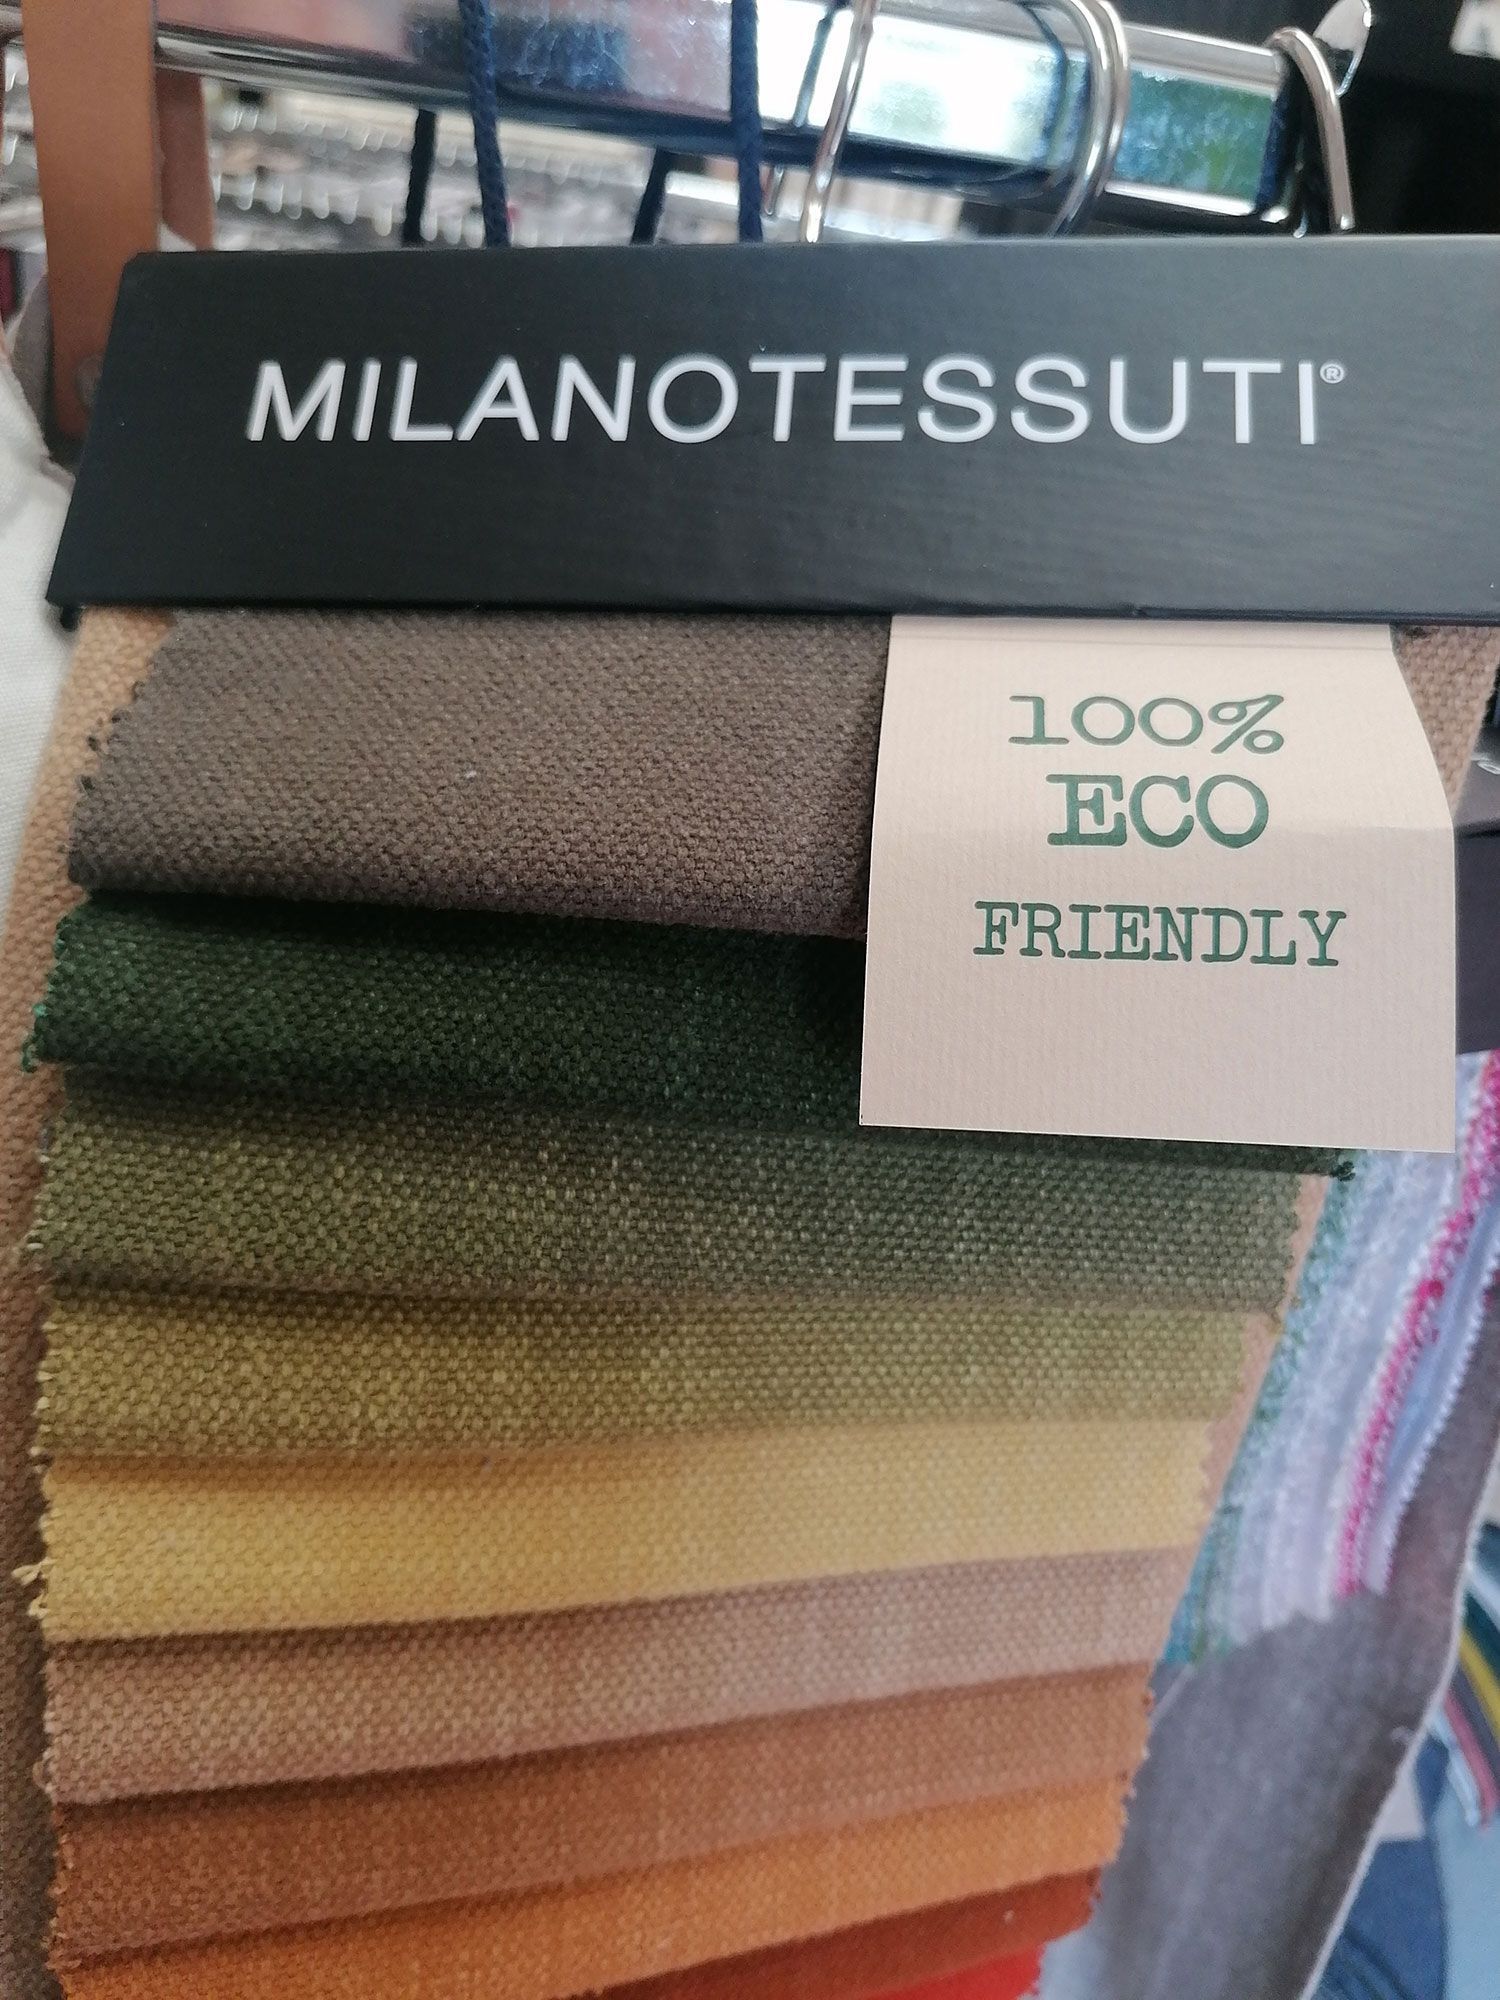 MILANOTESSUTI®
100%
ECO
FRIENDLY